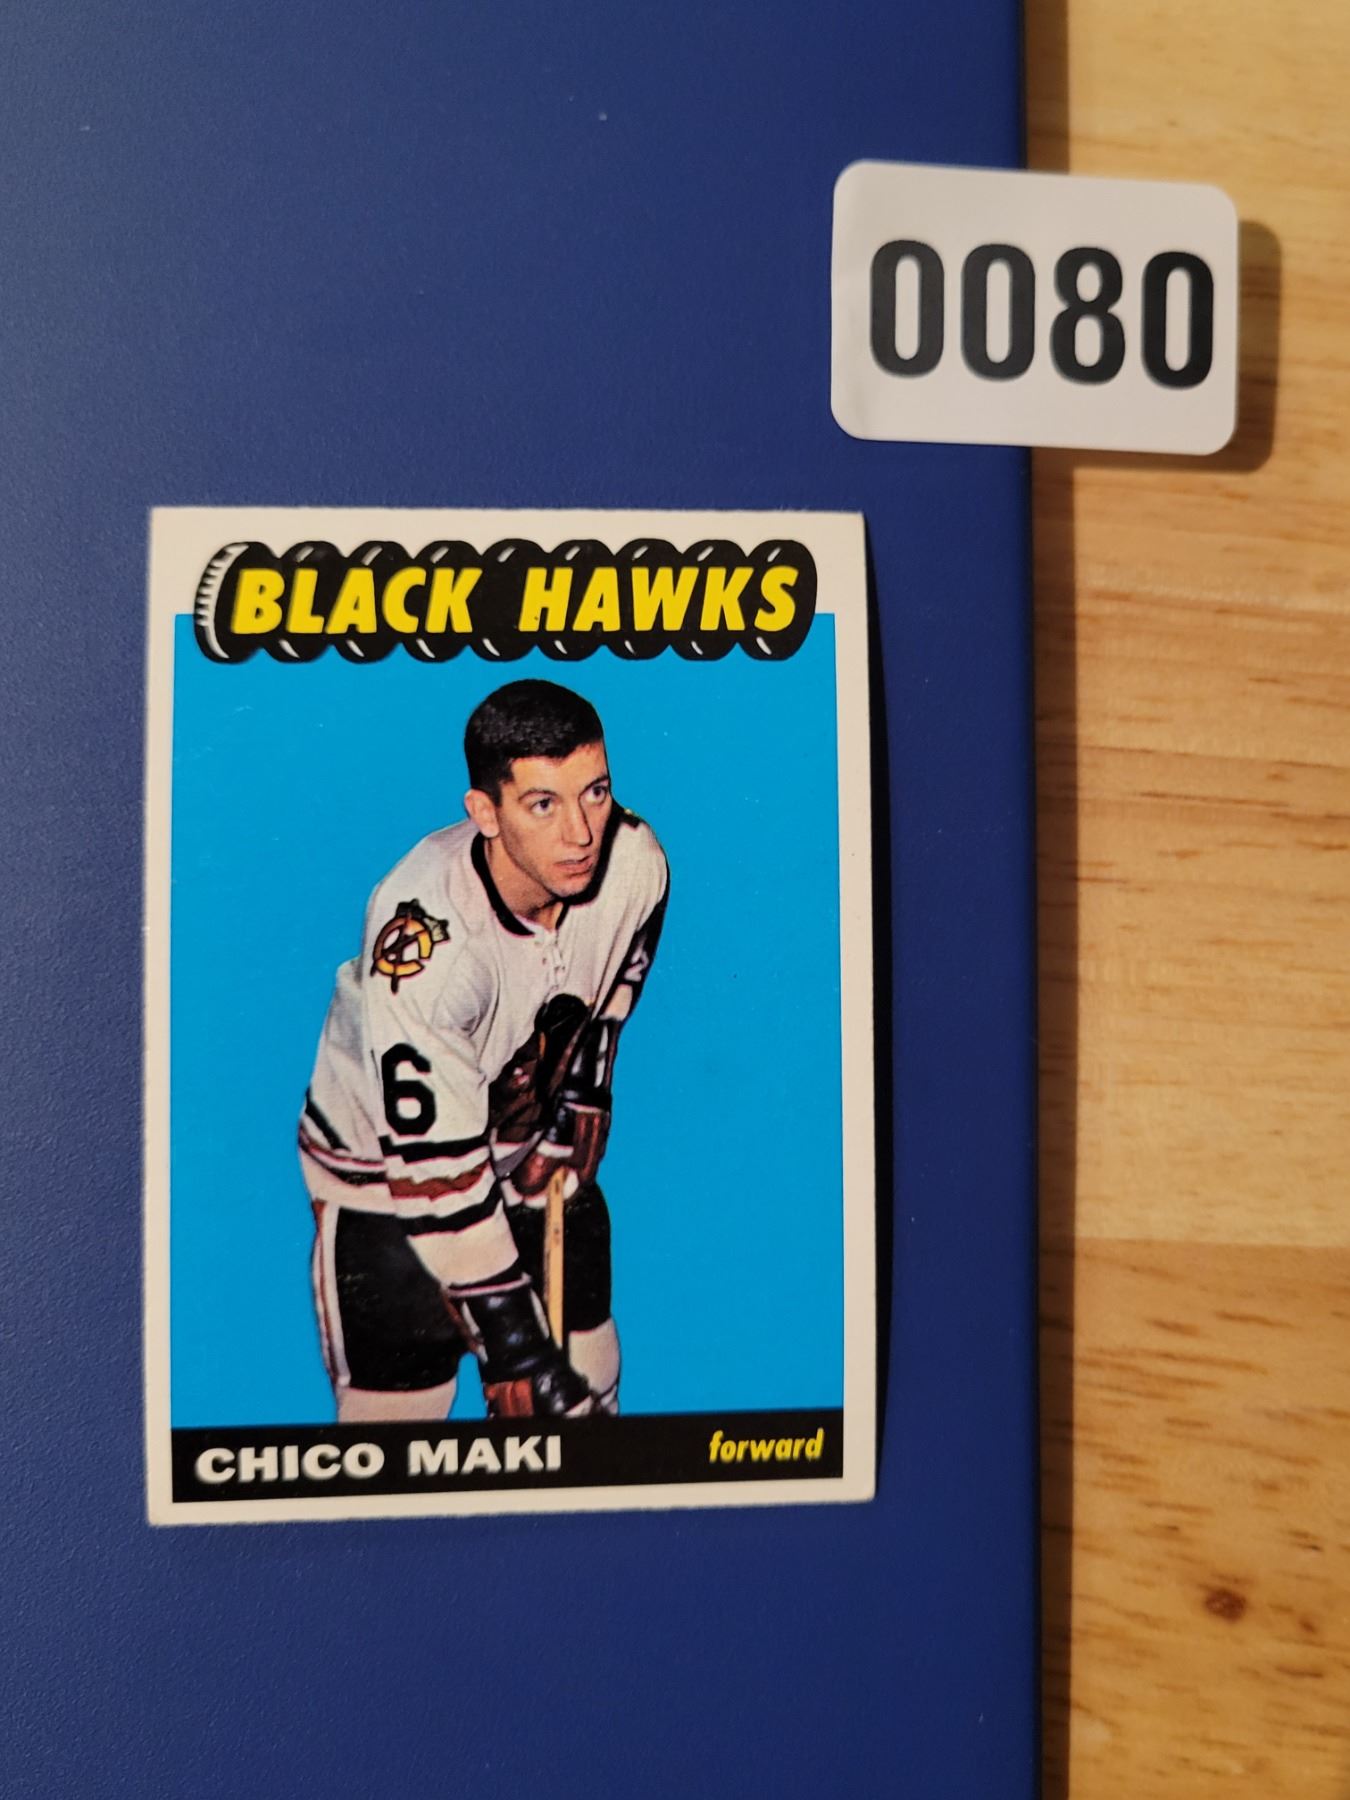 0080
BLACK HAWKS
6
CHICO MAKI
forward